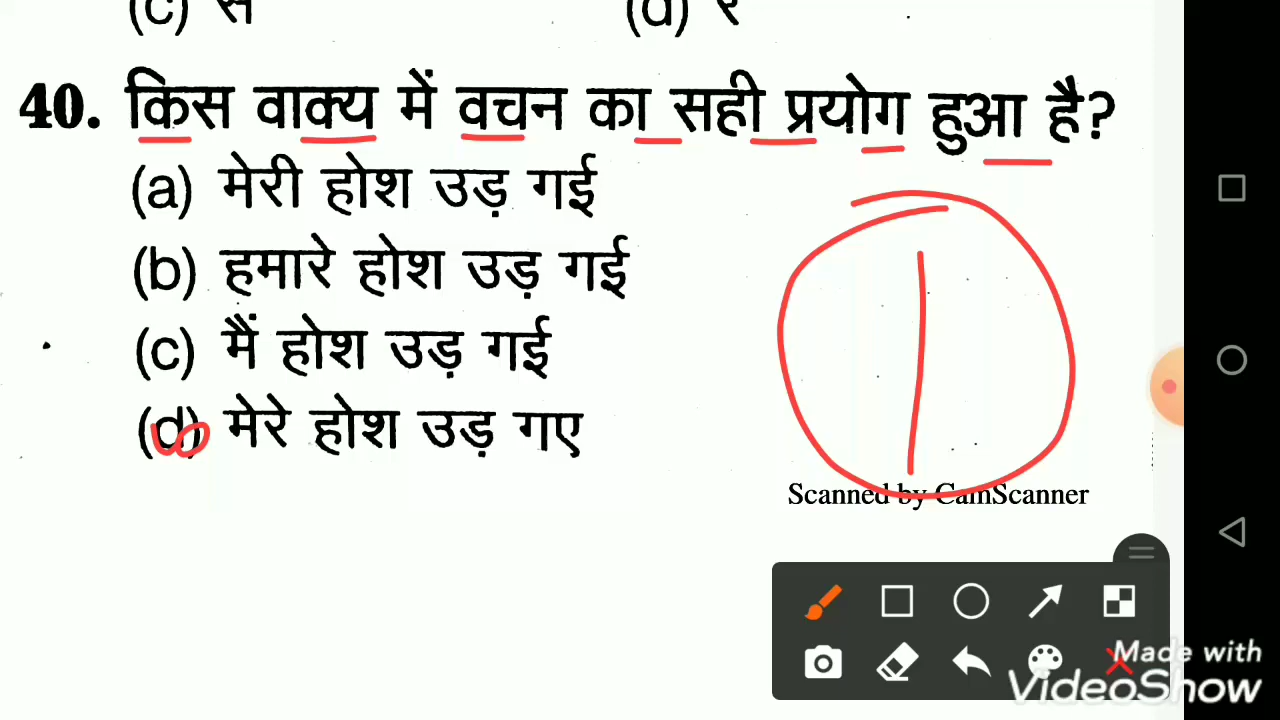 (c) स (d) र
40. किस वाक्य में वचन का सही प्रयोग हुआ है?
(a) मेरी होश उड़ गई
(b) हमारे होश उड़ गई
(c) मैं होश उड़ गई
(d) मेरे होश उड़ गए
Scanned by CamScanner
Made with
VideoShow